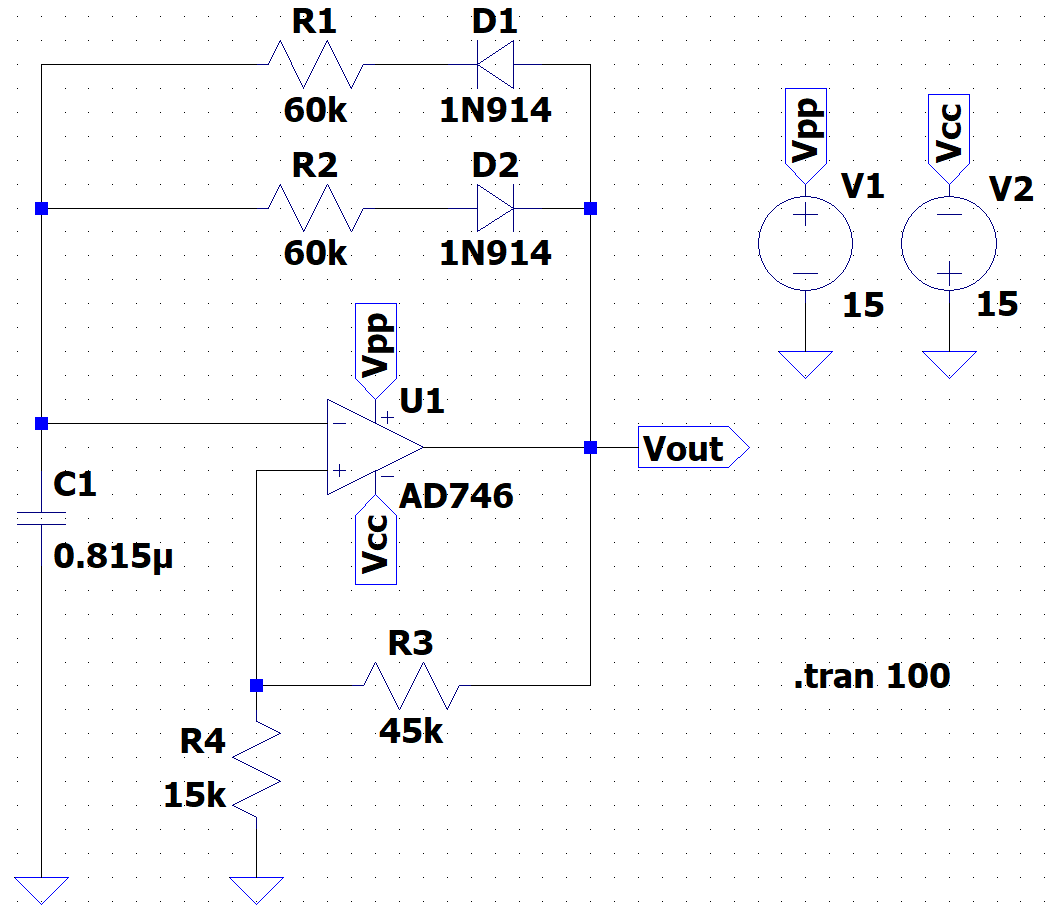 R1
D1
60k
1N914
R2
D2
60k
1N914
Vpp
Vcc
V1
V2
15
15
Vpp
U1
Vout
AD746
Vcc
C1
0.815µ
R3
45k
R4
15k
.tran 100